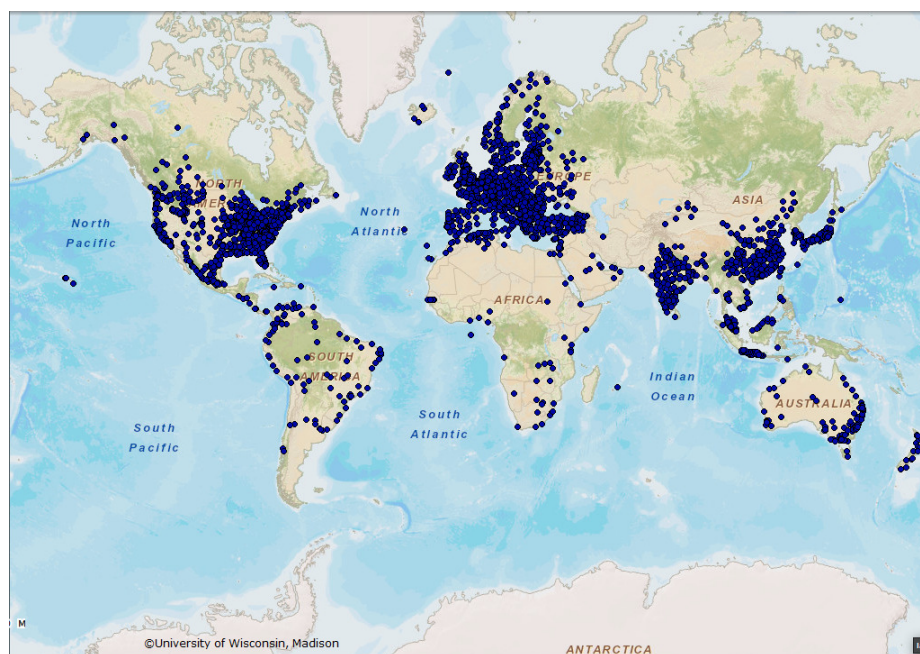 EUROPE
NORTH
AMERICA
ASIA
North
Pacific
North
Atlantic
AFRICA
SOUTH
AMERICA
Indian
Ocean
AUSTRALIA
South
Pacific
South
Atlantic
M
©University of Wisconsin, Madison
ANTARCTICA